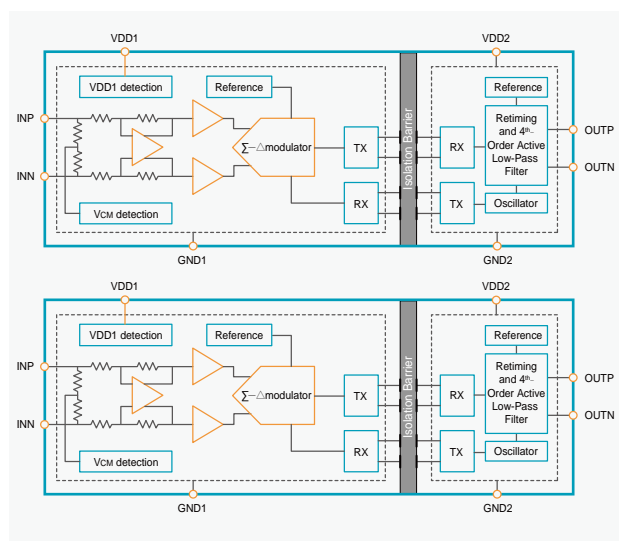 VDD1
VDD2
VDD1 detection
Reference
Reference
INP
Retiming
and 4th-
Order Active
Low-Pass
Filter
OUTP
∑-△modulator
TX
Isolation Barrier
RX
INN
OUTN
VCM detection
RX
TX
Oscillator
GND1
GND2
VDD1
VDD2
VDD1 detection
Reference
Reference
INP
Retiming
and 4th-
Order Active
Low-Pass
Filter
OUTP
∑-△modulator
TX
Isolation Barrier
RX
INN
OUTN
VCM detection
RX
TX
Oscillator
GND1
GND2